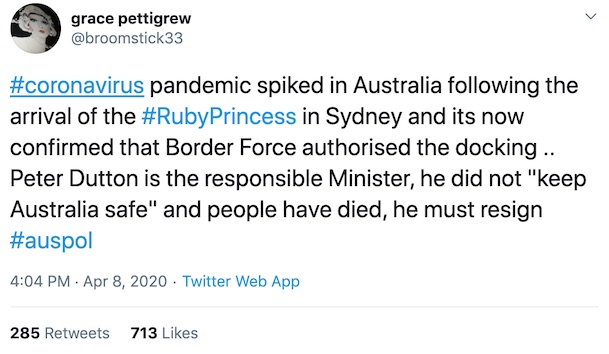 grace pettigrew
@broomstick33
#coronavirus pandemic spiked in Australia following the
arrival of the #RubyPrincess in Sydney and its now
confirmed that Border Force authorised the docking ..
Peter Dutton is the responsible Minister, he did not "keep
Australia safe" and people have died, he must resign
#auspol
4:04 PM · Apr 8, 2020 · Twitter Web App
285 Retweets 713 Likes